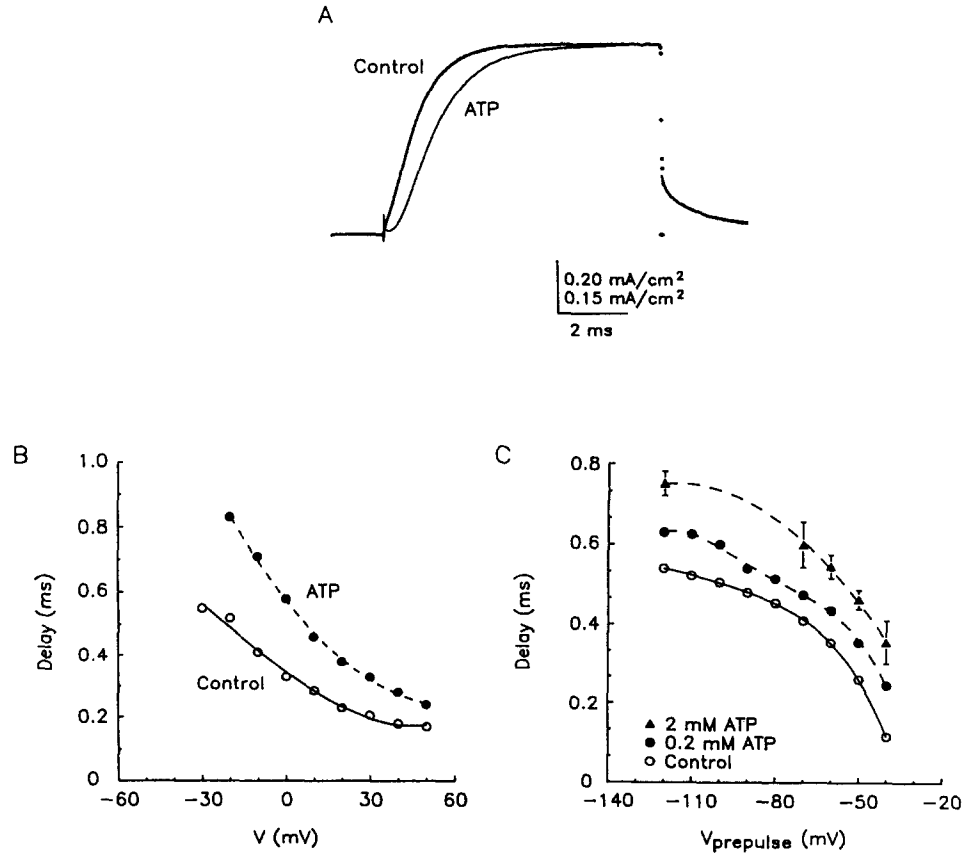 A
Control
ATP
0.20 mA/cm²
0.15 mA/cm²
2 ms
B
1.0
0.8
0.6
0.4
0.2
0
Delay (ms)
ATP
Control
−60 −30 0 30 60
V (mV)
C
0.8
0.6
0.4
0.2
0
Delay (ms)
▲ 2 mM ATP
● 0.2 mM ATP
○ Control
−140 −110 −80 −50 −20
Vprepulse (mV)